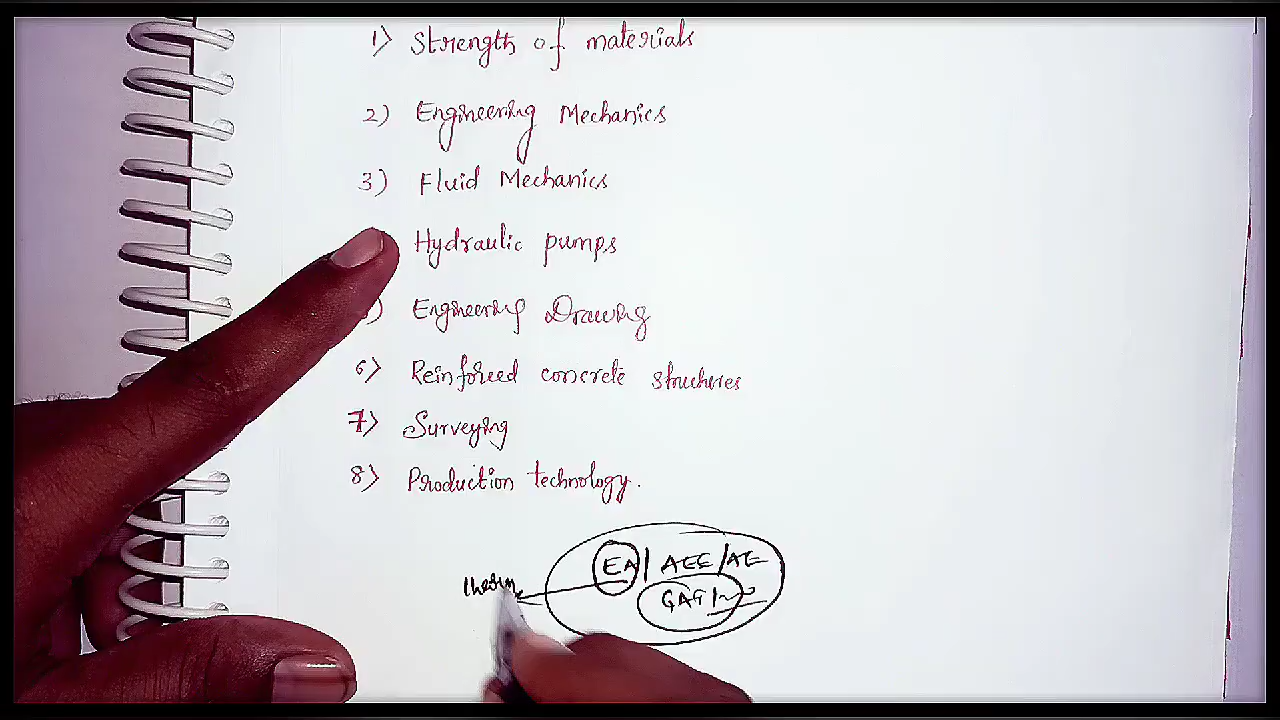 1) Strength of materials
2) Engineering Mechanics
3) Fluid Mechanics
Hydraulic pumps
) Engineering Drawing
6) Reinforced concrete structures
7) Surveying
8) Production technology.
EA / AEE / AE